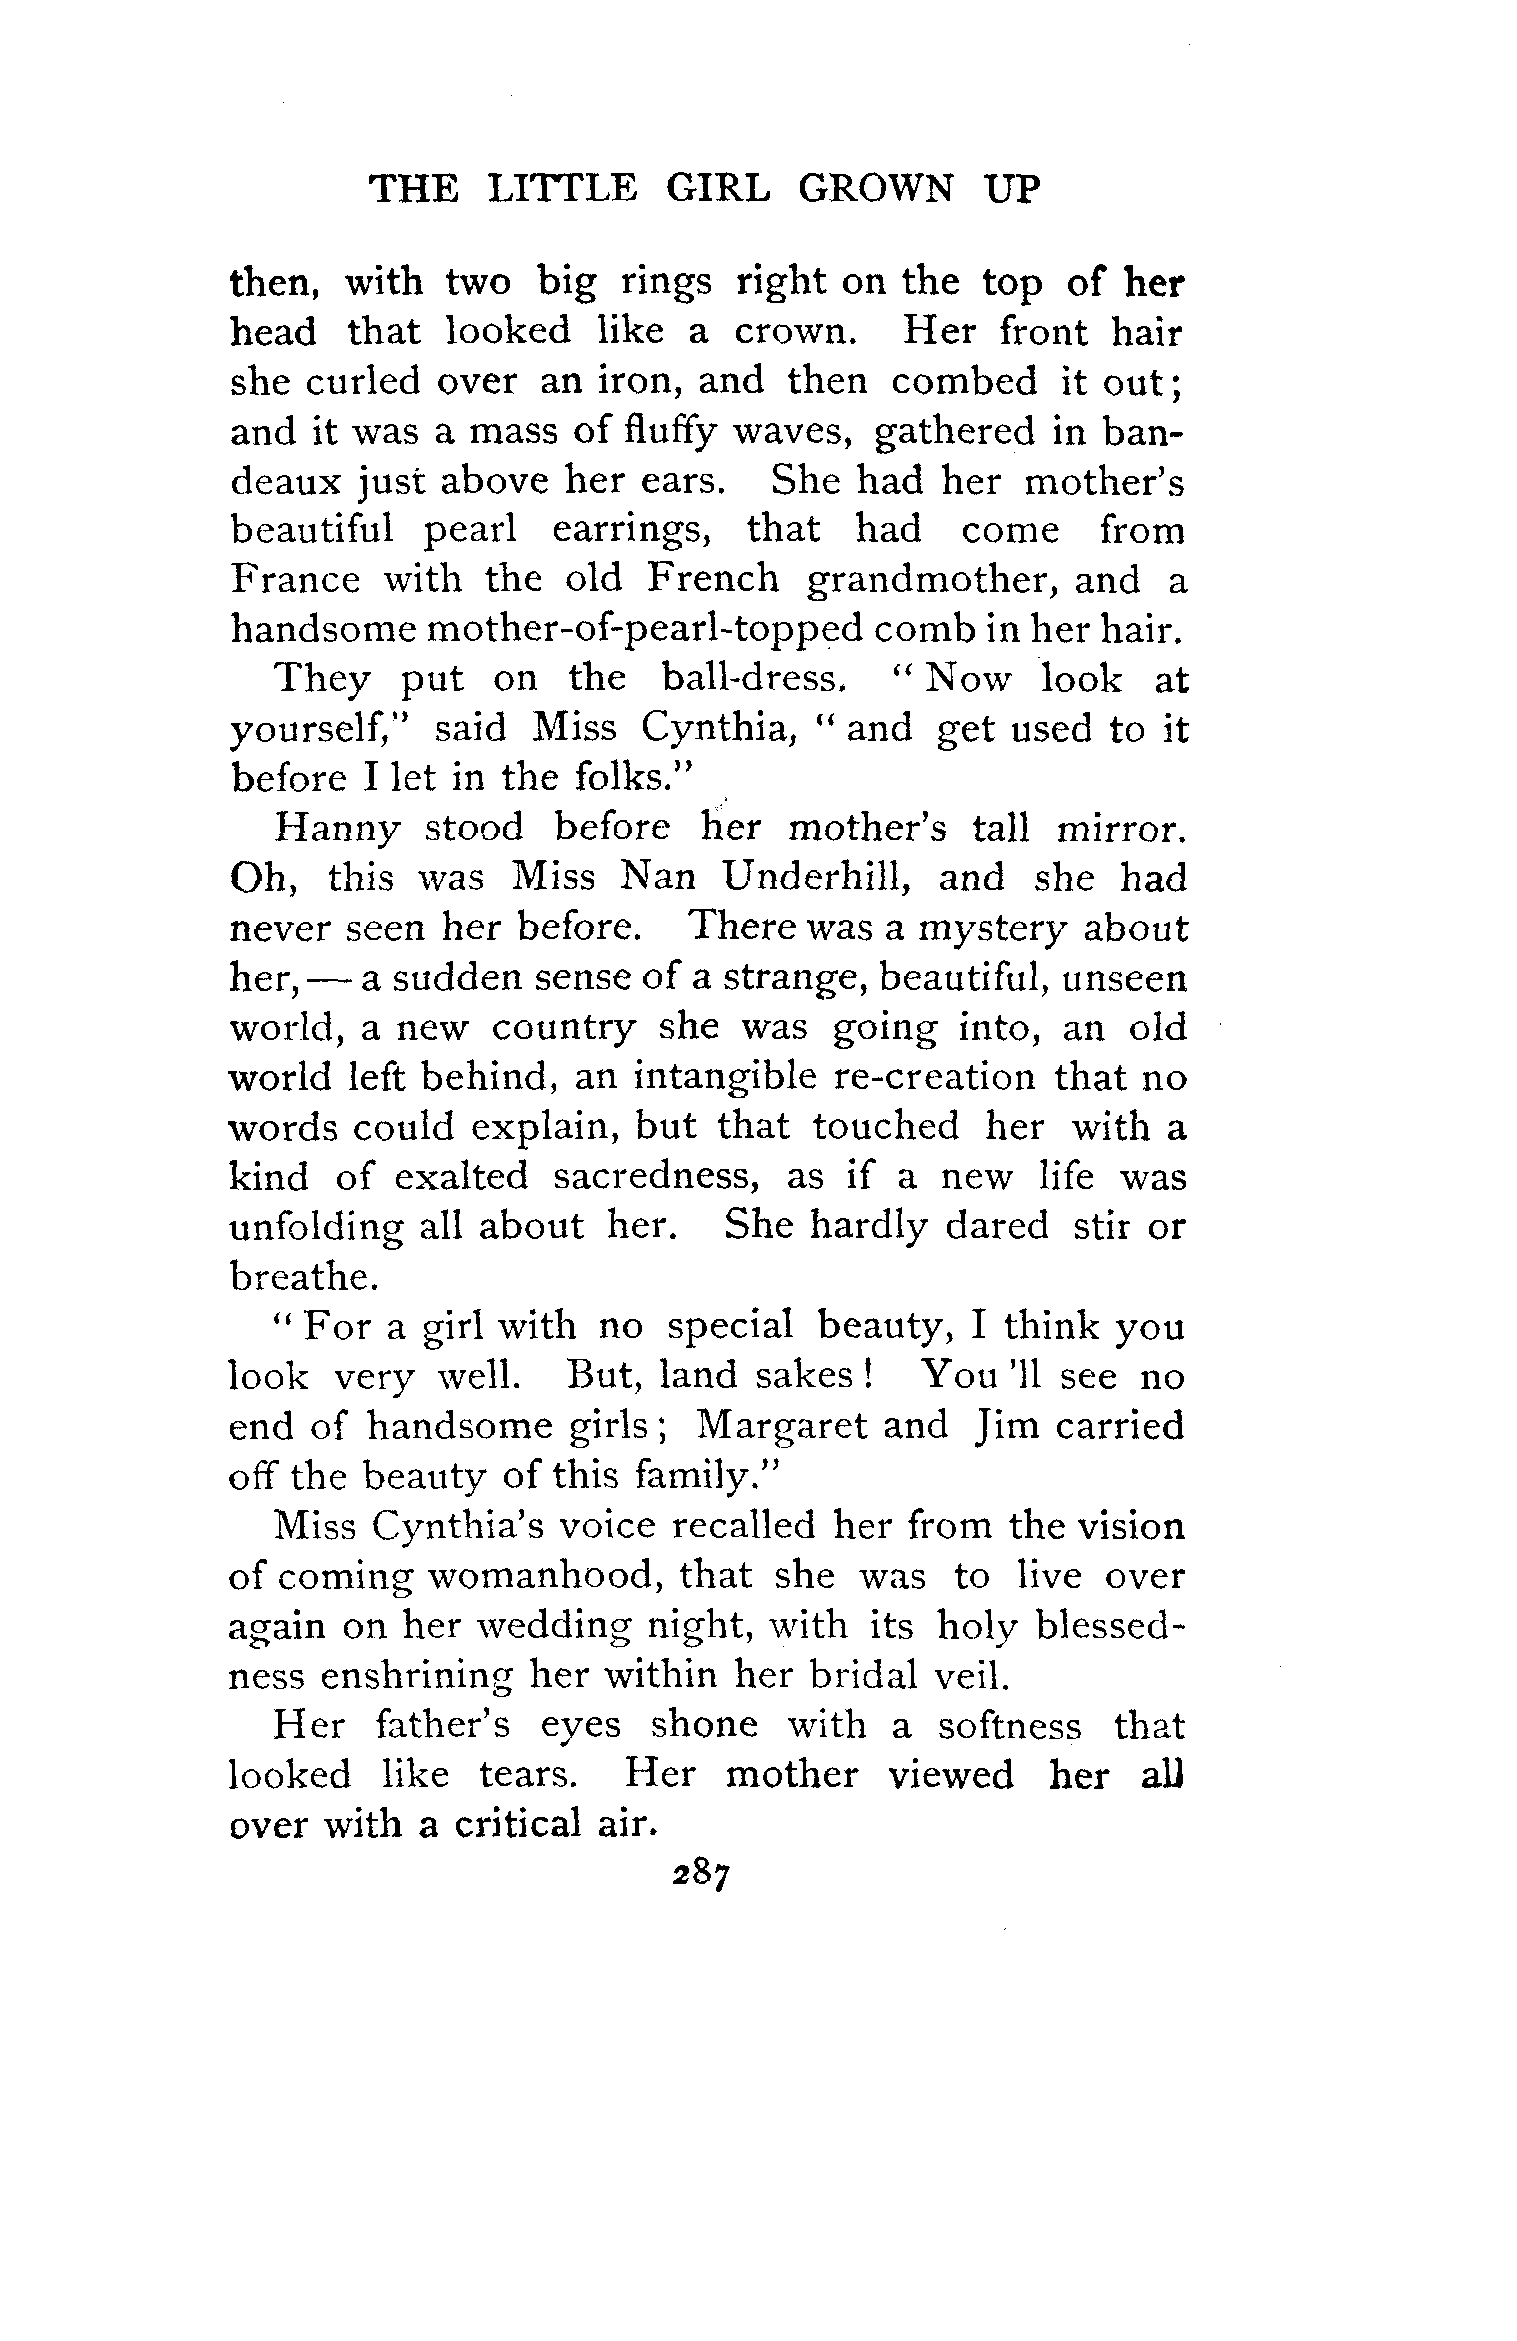 THE LITTLE GIRL GROWN UP
then, with two big rings right on the top of her
head that looked like a crown. Her front hair
she curled over an iron, and then combed it out;
and it was a mass of fluffy waves, gathered in ban-
deaux just above her ears. She had her mother's
beautiful pearl earrings, that had come from
France with the old French grandmother, and a
handsome mother-of-pearl-topped comb in her hair.
They put on the ball-dress. "Now look at
yourself," said Miss Cynthia, "and get used to it
before I let in the folks."
Hanny stood before her mother's tall mirror.
Oh, this was Miss Nan Underhill, and she had
never seen her before. There was a mystery about
her,—a sudden sense of a strange, beautiful, unseen
world, a new country she was going into, an old
world left behind, an intangible re-creation that no
words could explain, but that touched her with a
kind of exalted sacredness, as if a new life was
unfolding all about her. She hardly dared stir or
breathe.
"For a girl with no special beauty, I think you
look very well. But, land sakes! You'll see no
end of handsome girls; Margaret and Jim carried
off the beauty of this family."
Miss Cynthia's voice recalled her from the vision
of coming womanhood, that she was to live over
again on her wedding night, with its holy blessed-
ness enshrining her within her bridal veil.
Her father's eyes shone with a softness that
looked like tears. Her mother viewed her all
over with a critical air.
287